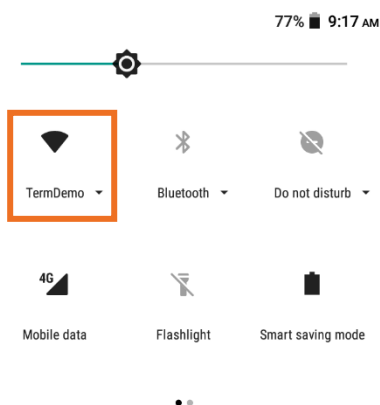 77% 9:17 AM
TermDemo Bluetooth Do not disturb
4G
Mobile data Flashlight Smart saving mode